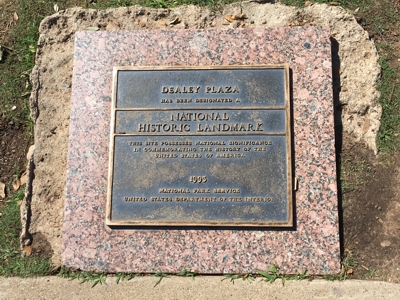 DEALEY PLAZA
HAS BEEN DESIGNATED A
NATIONAL
HISTORIC LANDMARK
THIS SITE POSSESSES NATIONAL SIGNIFICANCE
IN COMMEMORATING THE HISTORY OF THE
UNITED STATES OF AMERICA
1993
NATIONAL PARK SERVICE
UNITED STATES DEPARTMENT OF THE INTERIOR